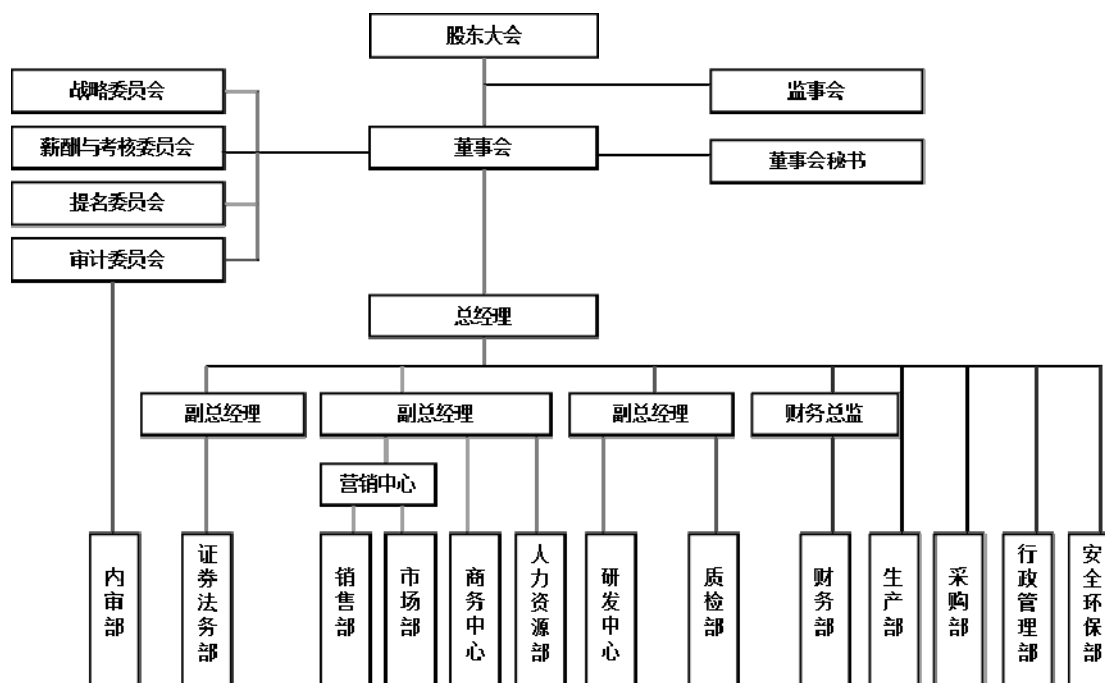 股东大会
战略委员会
监事会
薪酬与考核委员会
董事会
董事会秘书
提名委员会
审计委员会
总经理
副总经理
副总经理
副总经理
财务总监
营销中心
内审部
证券法务部
销售部
市场部
商务中心
人力资源部
研发中心
质检部
财务部
生产部
采购部
行政管理部
安全环保部